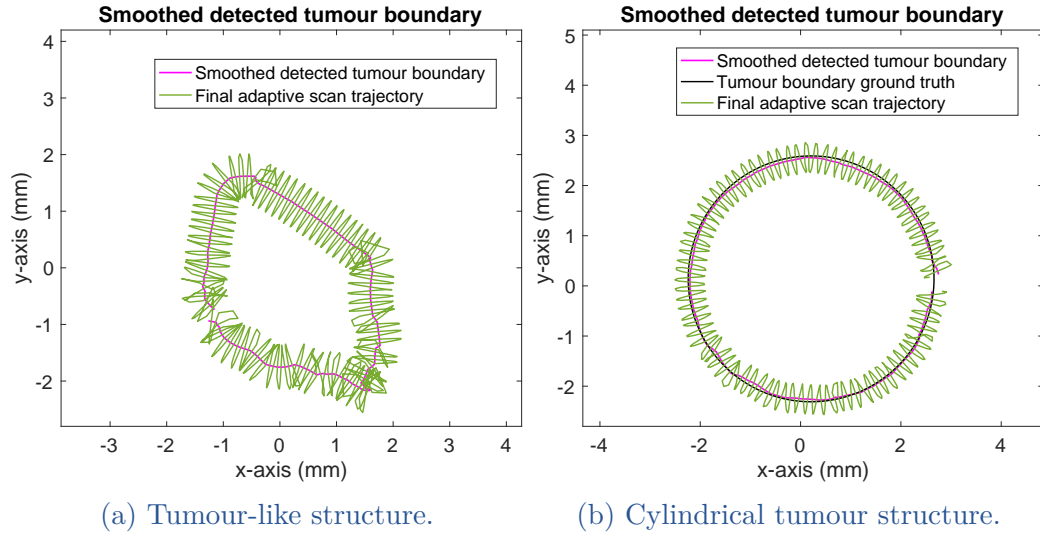 Smoothed detected tumour boundary
4
3
2
1
0
-1
-2
y-axis (mm)
Smoothed detected tumour boundary
Final adaptive scan trajectory
-3 -2 -1 0 1 2 3 4
x-axis (mm)
(a) Tumour-like structure.
Smoothed detected tumour boundary
5
4
3
2
1
0
-1
-2
y-axis (mm)
Smoothed detected tumour boundary
Tumour boundary ground truth
Final adaptive scan trajectory
-4 -2 0 2 4
x-axis (mm)
(b) Cylindrical tumour structure.